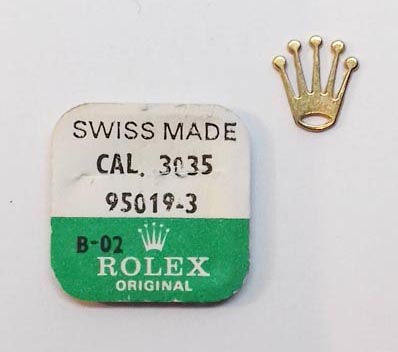 SWISS MADE
CAL. 3035
95019-3
B-02
ROLEX
ORIGINAL